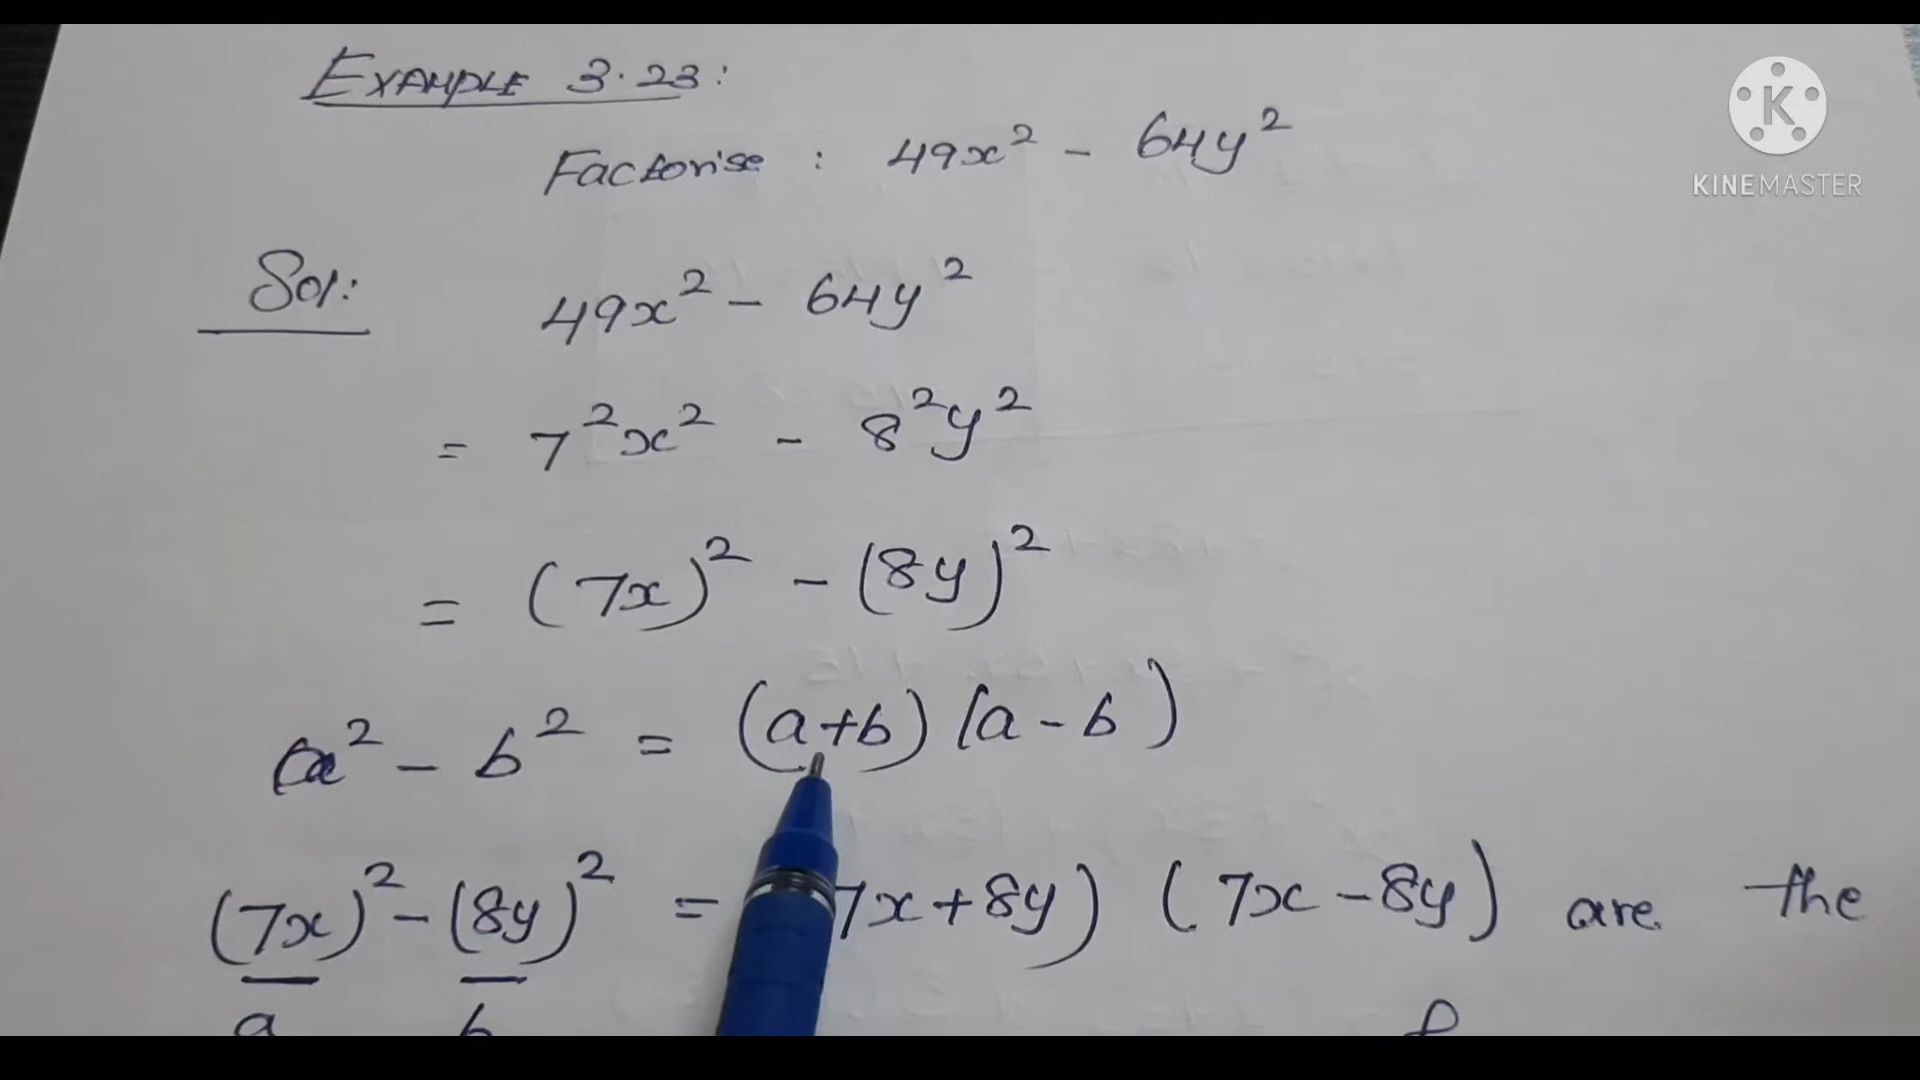 EXAMPLE 3.23:
Factorise : 49x² - 64y²
Sol:
49x² - 64y²
= 7²x² - 8²y²
= (7x)² - (8y)²
a² - b² = (a+b) (a - b)
(7x)² - (8y)² = 7x+8y) (7x - 8y) are the
a b
K
KINEMASTER